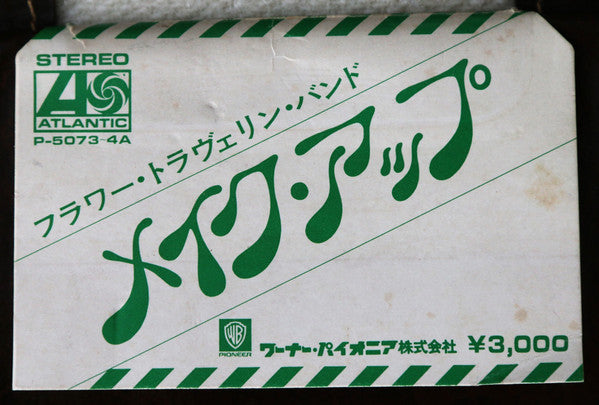 STEREO
ATLANTIC
P-5073~4A
フラワー・トラヴェリン・バンド
メイク・アップ
WB
PIONEER
ワーナー・パイオニア株式会社 ¥3,000